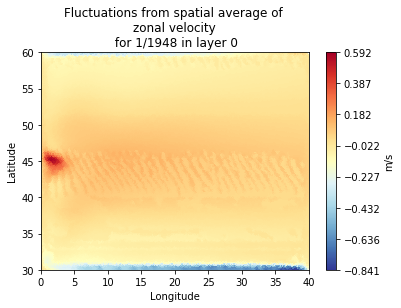 Fluctuations from spatial average of
zonal velocity
for 1/1948 in layer 0
60
55
50
45
40
35
30
Latitude
0 5 10 15 20 25 30 35 40
Longitude
0.592
0.387
0.182
−0.022
−0.227
−0.432
−0.636
−0.841
m/s